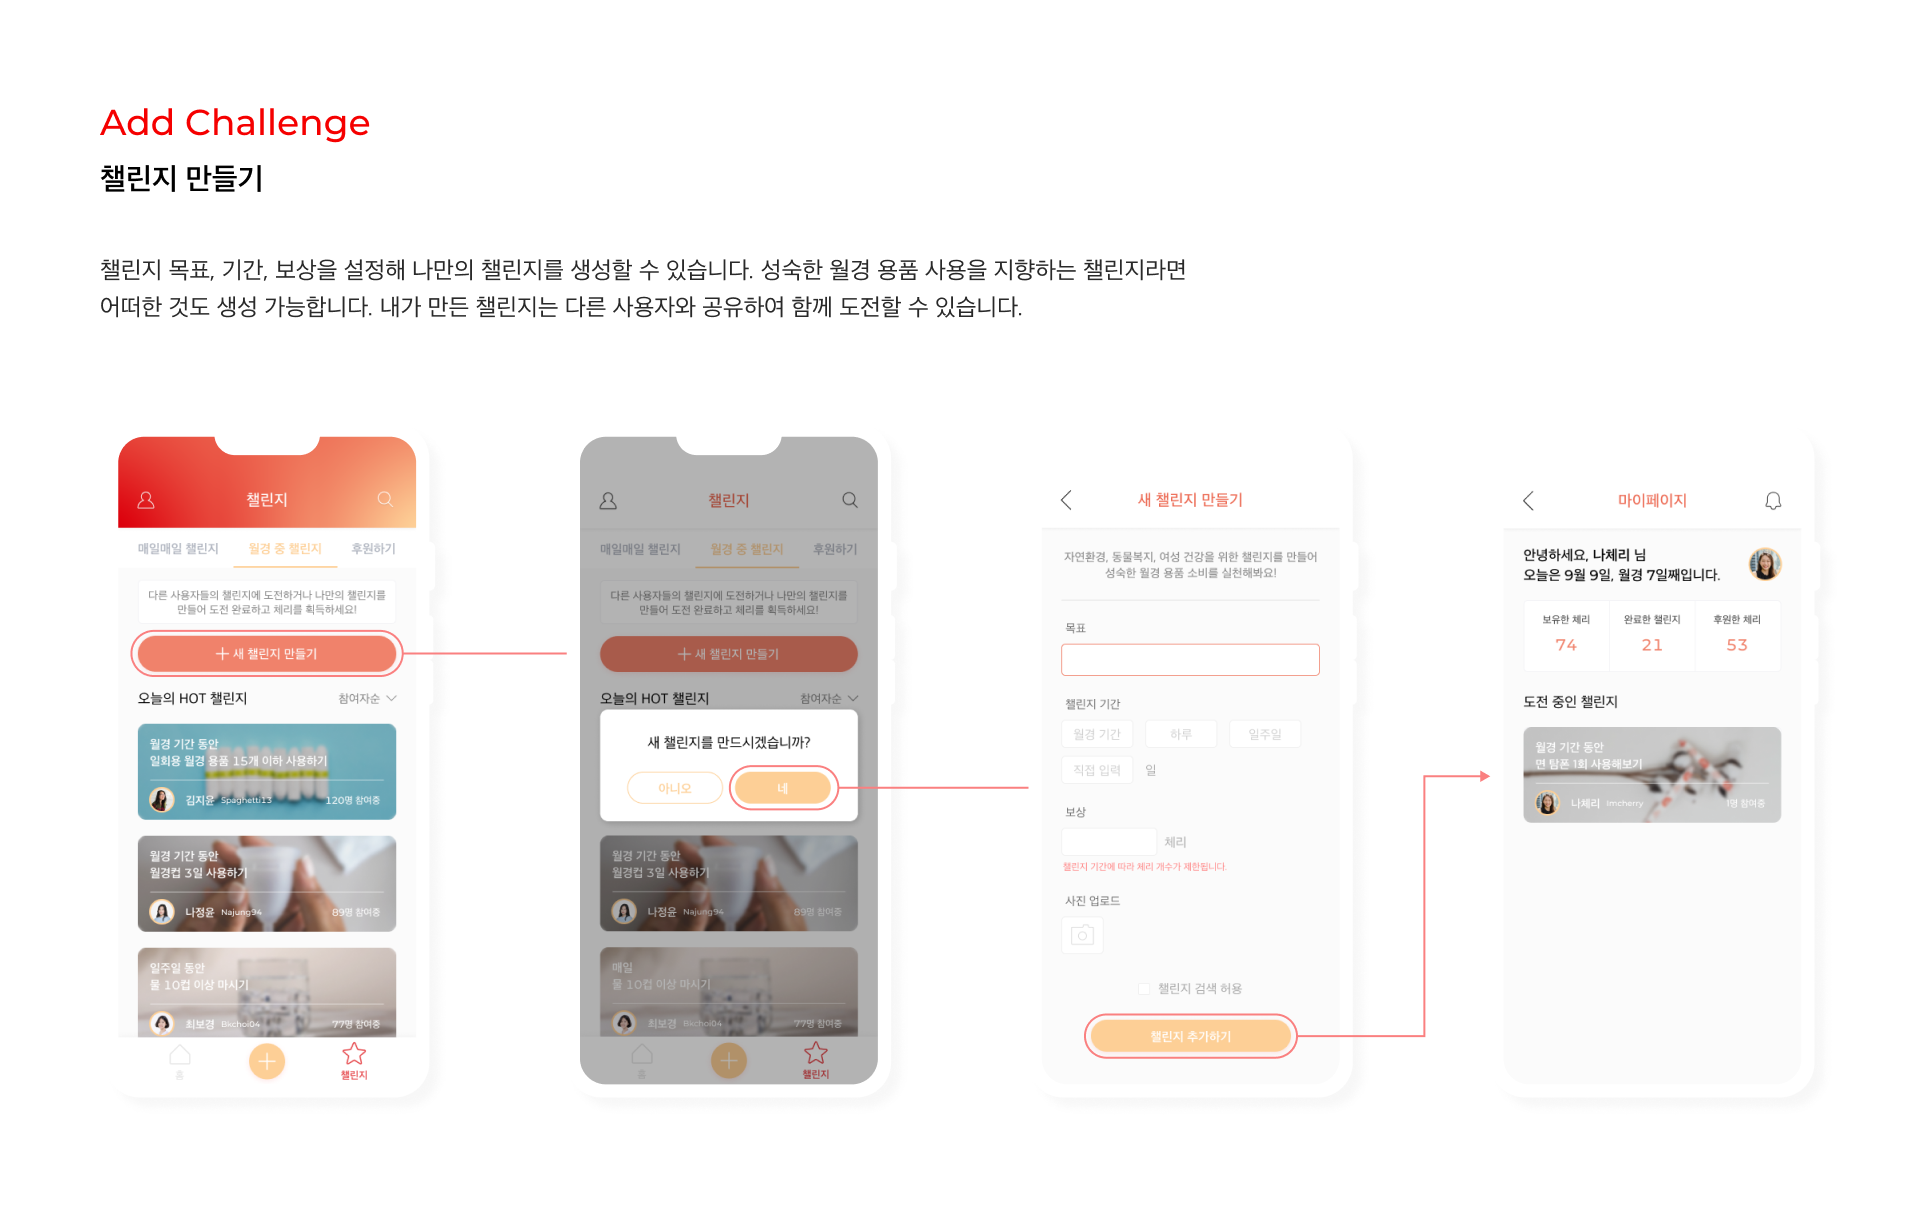 Add Challenge
챌린지 만들기
챌린지 목표, 기간, 보상을 설정해 나만의 챌린지를 생성할 수 있습니다. 성숙한 월경 용품 사용을 지향하는 챌린지라면
어떠한 것도 생성 가능합니다. 내가 만든 챌린지는 다른 사용자와 공유하여 함께 도전할 수 있습니다.
챌린지
매일매일 챌린지 월경 중 챌린지 후원하기
다른 사용자들의 챌린지에 도전하거나 나만의 챌린지를
만들어 도전 완료하고 체리를 획득하세요!
새 챌린지 만들기
오늘의 HOT 챌린지 참여자순
월경 기간 동안
일회용 월경 용품 15개 이하 사용하기
김지윤 Spaghetti13 120명 참여중
월경 기간 동안
월경컵 3일 사용하기
나정윤 Najung94 89명 참여중
일주일 동안
물 10컵 이상 마시기
최보경 Bkchoi04 77명 참여중
홈 챌린지
챌린지
매일매일 챌린지 월경 중 챌린지 후원하기
다른 사용자들의 챌린지에 도전하거나 나만의 챌린지를
만들어 도전 완료하고 체리를 획득하세요!
새 챌린지 만들기
오늘의 HOT 챌린지 참여자순
새 챌린지를 만드시겠습니까?
아니오 네
월경 기간 동안
월경컵 3일 사용하기
나정윤 Najung94 89명 참여중
매일
물 10컵 이상 마시기
최보경 Bkchoi04 77명 참여중
홈 챌린지
새 챌린지 만들기
자연환경, 동물복지, 여성 건강을 위한 챌린지를 만들어
성숙한 월경 용품 소비를 실천해봐요!
목표
챌린지 기간
월경 기간 하루 일주일
직접 입력 일
보상
체리
챌린지 기간에 따라 체리 개수가 제한됩니다.
사진 업로드
챌린지 검색 허용
챌린지 추가하기
마이페이지
안녕하세요, 나체리 님
오늘은 9월 9일, 월경 7일째입니다.
보유한 체리 완료한 챌린지 후원한 체리
74 21 53
도전 중인 챌린지
월경 기간 동안
면 탐폰 1회 사용해보기
나체리 Imcherry 1명 참여중